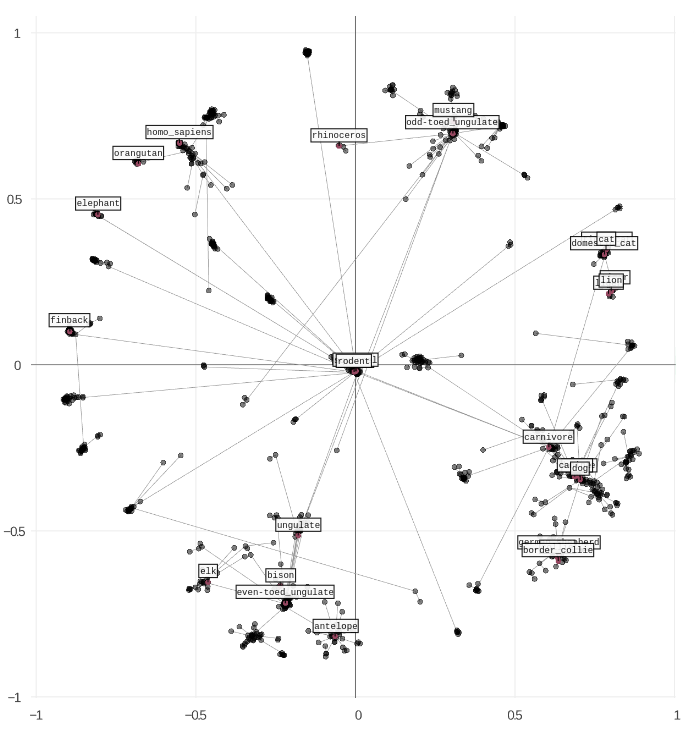 1
mustang
odd-toed_ungulate
homo_sapiens
rhinoceros
orangutan
0.5
elephant
cat
lion
finback
rodent
0
carnivore
dog
ungulate
−0.5
border_collie
elk
bison
even-toed_ungulate
antelope
−1
−1
−0.5
0
0.5
1